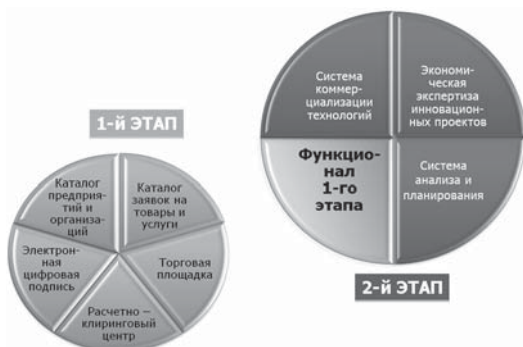 1-й ЭТАП
Каталог
предприя-
тий и
организа-
ций
Каталог
заявок на
товары и
услуги
Электрон-
ная
цифровая
подпись
Торговая
площадка
Расчетно –
клиринговый
центр
Система
коммер-
циализации
технологий
Экономи-
ческая
экспертиза
инновацион-
ных проектов
Функцио-
нал
1-го
этапа
Система
анализа и
планирования
2-й ЭТАП